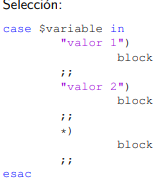 Selección:
case $variable in
"valor 1")
block
;;
"valor 2")
block
;;
*)
block
;;
esac